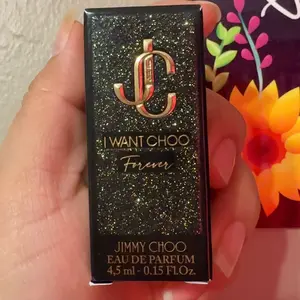 JC
I WANT CHOO
Forever
JIMMY CHOO
EAU DE PARFUM
4,5 ml - 0.15 FL.OZ.